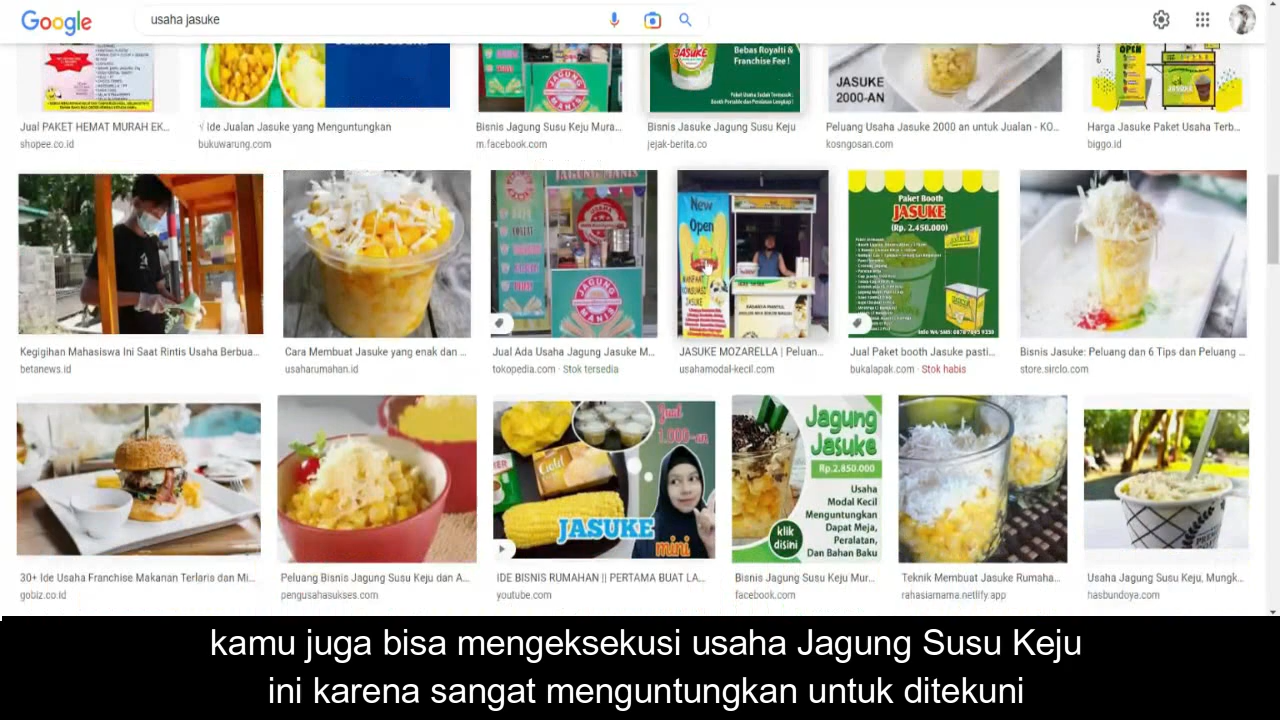 Google
usaha jasuke
JASUKE
Bebas Royalti &
Franchise Fee !
Paket Usaha Sudah Termasuk :
JASUKE
2000-AN
OPEN
Jual PAKET HEMAT MURAH EK...
√ Ide Jualan Jasuke yang Menguntungkan
Bisnis Jagung Susu Keju Mura...
Bisnis Jasuke Jagung Susu Keju
Peluang Usaha Jasuke 2000 an untuk Jualan - KO...
Harga Jasuke Paket Usaha Terb...
shopee.co.id
bukuwarung.com
m.facebook.com
jejak-berita.co
kosngosan.com
biggo.id
JAGUNG MANIS
JAGUNG
MANIS
New
Open
JASUKE
Paket Booth
JASUKE
(Rp. 2.450.000)
Kegigihan Mahasiswa Ini Saat Rintis Usaha Berbua...
Cara Membuat Jasuke yang enak dan ...
Jual Ada Usaha Jagung Jasuke M...
JASUKE MOZARELLA | Peluan...
Jual Paket booth Jasuke pasti...
Bisnis Jasuke: Peluang dan 6 Tips dan Peluang ...
betanews.id
usaharumahan.id
tokopedia.com · Stok tersedia
usahamodal-kecil.com
bukalapak.com · Stok habis
store.sirclo.com
Jual
1.000-an
Gold
JASUKE
mini
Jagung
Jasuke
Rp.2.850.000
Usaha
Modal Kecil
Menguntungkan
Dapat Meja,
Peralatan,
Dan Bahan Baku
klik
disini
30+ Ide Usaha Franchise Makanan Terlaris dan Mi...
Peluang Bisnis Jagung Susu Keju dan A...
IDE BISNIS RUMAHAN || PERTAMA BUAT LA...
Bisnis Jagung Susu Keju Mur...
Teknik Membuat Jasuke Rumaha...
Usaha Jagung Susu Keju, Mungk...
gobiz.co.id
pengusahasukses.com
youtube.com
facebook.com
rahasiamama.netlify.app
hasbundoya.com
kamu juga bisa mengeksekusi usaha Jagung Susu Keju
ini karena sangat menguntungkan untuk ditekuni